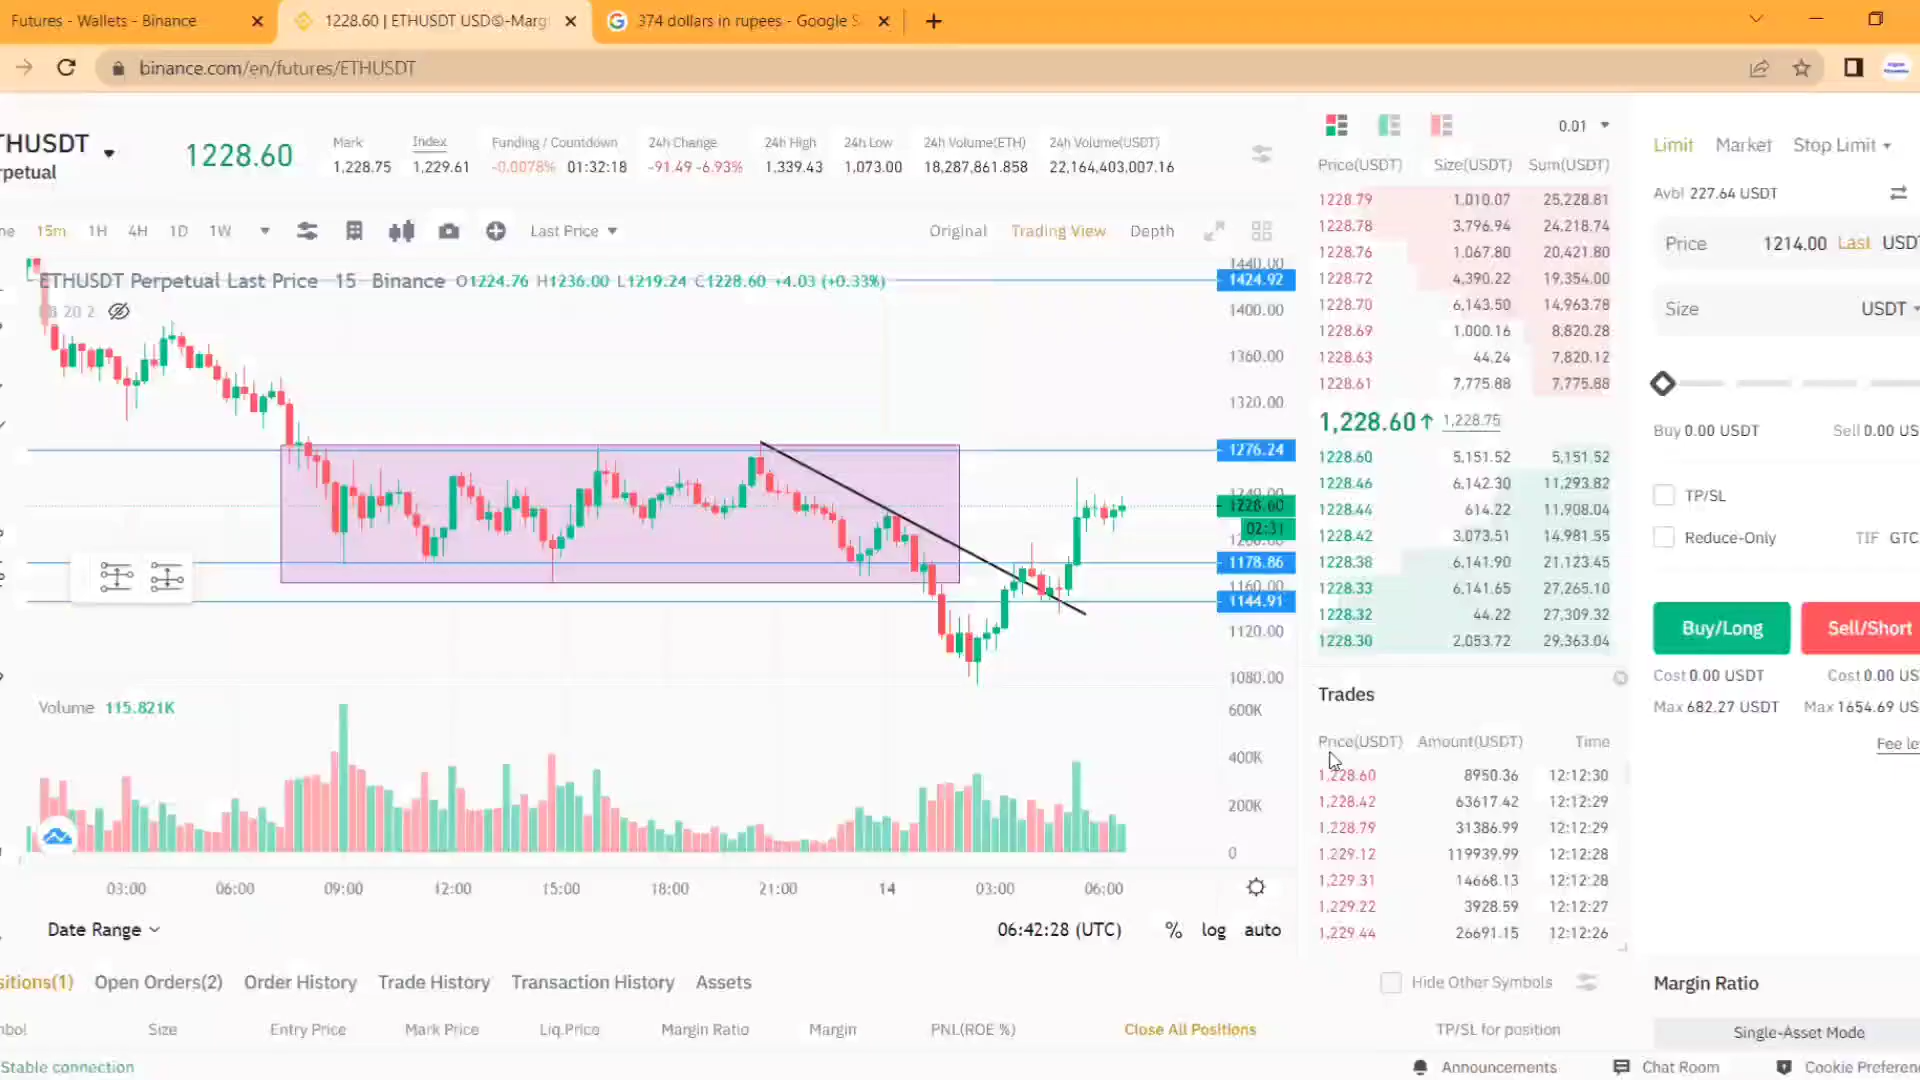 Futures - Wallets - Binance
1228.60 | ETHUSDT USDⓈ-Marg
374 dollars in rupees - Google S
binance.com/en/futures/ETHUSDT
THUSDT
rpetual
1228.60
Mark
1,228.75
Index
1,229.61
Funding / Countdown
-0.0078% 01:32:18
24h Change
-91.49 -6.93%
24h High
1,339.43
24h Low
1,073.00
24h Volume(ETH)
18,287,861.858
24h Volume(USDT)
22,164,403,007.16
me 15m 1H 4H 1D 1W Last Price Original Trading View Depth
ETHUSDT Perpetual Last Price 15 Binance O1224.76 H1236.00 L1219.24 C1228.60 +4.03 (+0.33%)
BB 20 2
1440.00
1424.92
1400.00
1360.00
1320.00
1276.24
1240.00
1228.60
02:31
1200.00
1178.86
1160.00
1144.91
1120.00
1080.00
Volume 115.821K
600K
400K
200K
0
03:00 06:00 09:00 12:00 15:00 18:00 21:00 14 03:00 06:00
Date Range 06:42:28 (UTC) % log auto
0.01
Price(USDT) Size(USDT) Sum(USDT)
1228.79 1,010.07 25,228.81
1228.78 3,796.94 24,218.74
1228.76 1,067.80 20,421.80
1228.72 4,390.22 19,354.00
1228.70 6,143.50 14,963.78
1228.69 1,000.16 8,820.28
1228.63 44.24 7,820.12
1228.61 7,775.88 7,775.88
1,228.60↑ 1,228.75
1228.60 5,151.52 5,151.52
1228.46 6,142.30 11,293.82
1228.44 614.22 11,908.04
1228.42 3,073.51 14,981.55
1228.38 6,141.90 21,123.45
1228.33 6,141.65 27,265.10
1228.32 44.22 27,309.32
1228.30 2,053.72 29,363.04
Trades
Price(USDT) Amount(USDT) Time
1,228.60 8950.36 12:12:30
1,228.42 63617.42 12:12:29
1,228.79 31386.99 12:12:29
1,229.12 119939.99 12:12:28
1,229.31 14668.13 12:12:28
1,229.22 3928.59 12:12:27
1,229.44 26691.15 12:12:26
Limit Market Stop Limit
Avbl 227.64 USDT
Price 1214.00 Last USDT
Size USDT
Buy 0.00 USDT Sell 0.00 US
TP/SL
Reduce-Only TIF GTC
Buy/Long Sell/Short
Cost 0.00 USDT Cost 0.00 US
Max 682.27 USDT Max 1654.69 US
Fee le
sitions(1) Open Orders(2) Order History Trade History Transaction History Assets Hide Other Symbols
mbol Size Entry Price Mark Price Liq.Price Margin Ratio Margin PNL(ROE %) Close All Positions TP/SL for position
Margin Ratio
Single-Asset Mode
Stable connection Announcements Chat Room Cookie Preferen